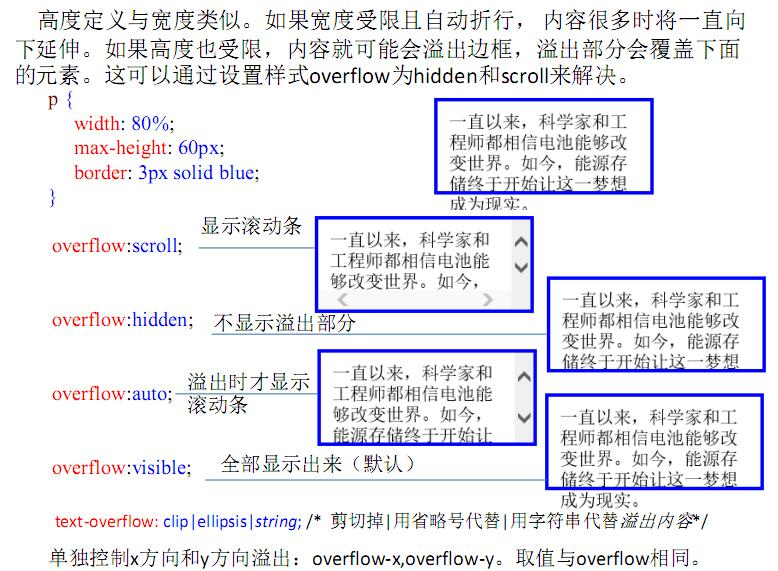 高度定义与宽度类似。如果宽度受限且自动折行，内容很多时将一直向
下延伸。如果高度也受限，内容就可能会溢出边框，溢出部分会覆盖下面
的元素。这可以通过设置样式overflow为hidden和scroll来解决。
p {
width: 80%;
max-height: 60px;
border: 3px solid blue;
}
一直以来，科学家和工
程师都相信电池能够改
变世界。如今，能源存
储终于开始让这一梦想
成为现实。
overflow:scroll;
显示滚动条
一直以来，科学家和
工程师都相信电池能
够改变世界。如今，
overflow:hidden;
不显示溢出部分
一直以来，科学家和工
程师都相信电池能够改
变世界。如今，能源存
储终于开始让这一梦想
overflow:auto;
溢出时才显示
滚动条
一直以来，科学家和
工程师都相信电池能
够改变世界。如今，
能源存储终于开始让
overflow:visible;
全部显示出来（默认）
一直以来，科学家和工
程师都相信电池能够改
变世界。如今，能源存
储终于开始让这一梦想
成为现实。
text-overflow: clip|ellipsis|string; /* 剪切掉|用省略号代替|用字符串代替溢出内容*/
单独控制x方向和y方向溢出：overflow-x,overflow-y。取值与overflow相同。